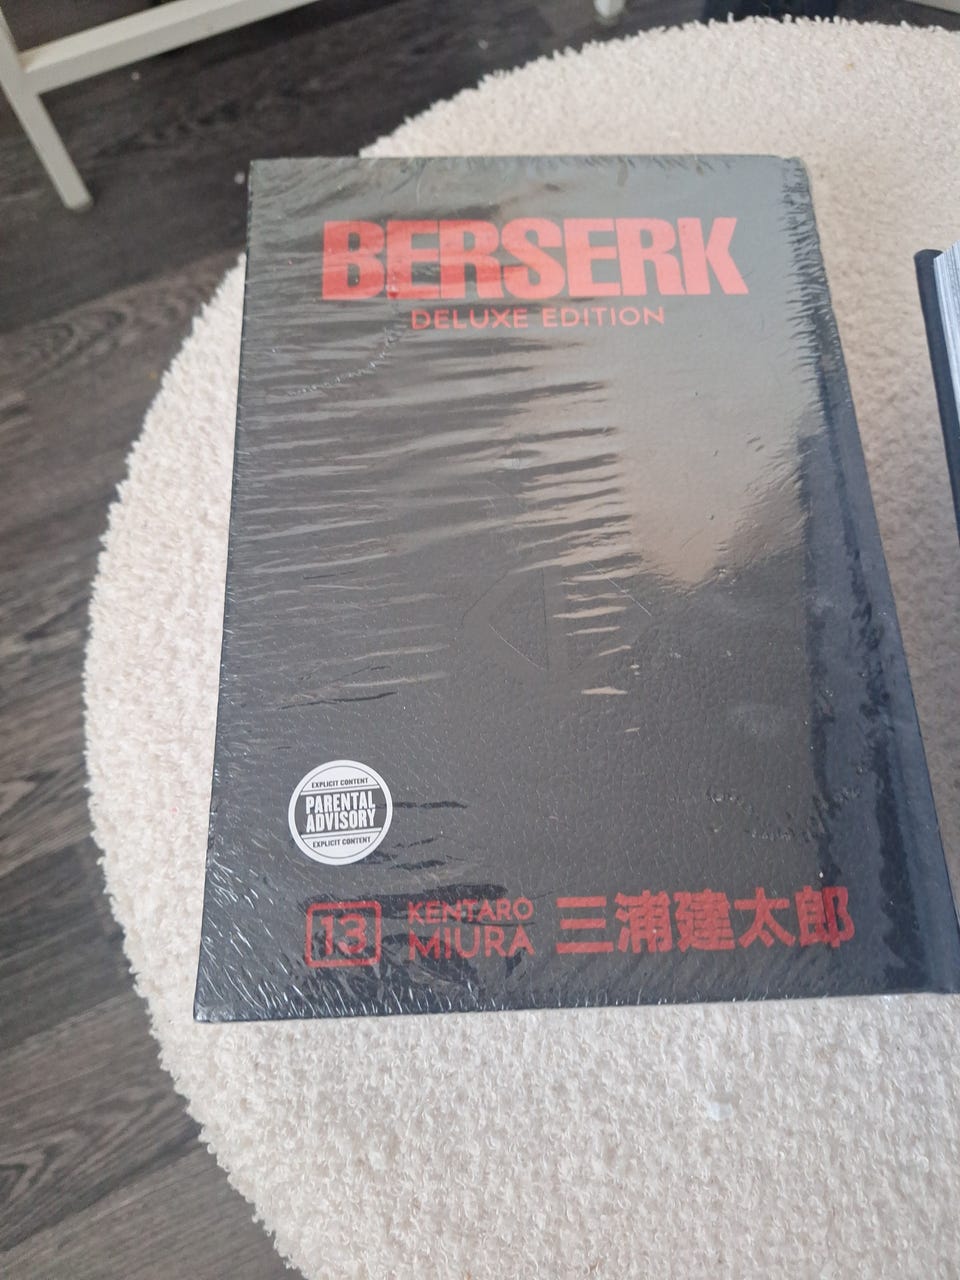 BERSERK
DELUXE EDITION
EXPLICIT CONTENT
PARENTAL
ADVISORY
EXPLICIT CONTENT
13
KENTARO
MIURA
三浦建太郎